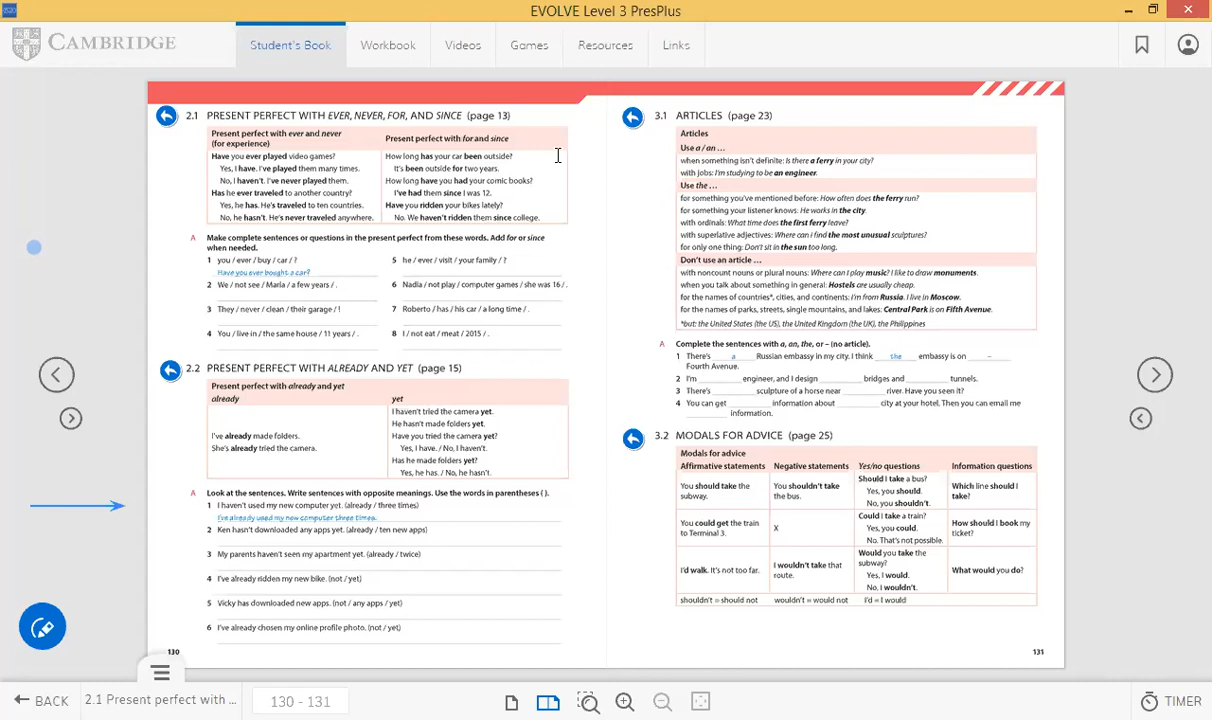 EVOLVE Level 3 PresPlus
CAMBRIDGE
Student's Book
Workbook
Videos
Games
Resources
Links
2.1 PRESENT PERFECT WITH EVER, NEVER, FOR, AND SINCE (page 13)
Present perfect with ever and never (for experience)
Have you ever played video games?
Yes, I have. I've played them many times.
No, I haven't. I've never played them.
Has he ever traveled to another country?
Yes, he has. He's traveled to ten countries.
No, he hasn't. He's never traveled anywhere.
Present perfect with for and since
How long has your car been outside?
It's been outside for two years.
How long have you had your comic books?
I've had them since I was 12.
Have you ridden your bikes lately?
No. We haven't ridden them since college.
A Make complete sentences or questions in the present perfect from these words. Add for or since
when needed.
1 you / ever / buy / car / ?
Have you ever bought a car?
2 We / not see / Maria / a few years / .
3 They / never / clean / their garage / !
4 You / live in / the same house / 11 years / .
5 he / ever / visit / your family / ?
6 Nadia / not play / computer games / she was 16 / .
7 Roberto / has / his car / a long time / .
8 I / not eat / meat / 2015 / .
2.2 PRESENT PERFECT WITH ALREADY AND YET (page 15)
Present perfect with already and yet
already
I've already made folders.
She's already tried the camera.
yet
I haven't tried the camera yet.
He hasn't made folders yet.
Have you tried the camera yet?
Yes, I have. / No, I haven't.
Has he made folders yet?
Yes, he has. / No, he hasn't.
A Look at the sentences. Write sentences with opposite meanings. Use the words in parentheses ( ).
1 I haven't used my new computer yet. (already / three times)
I've already used my new computer three times.
2 Ken hasn't downloaded any apps yet. (already / ten new apps)
3 My parents haven't seen my apartment yet. (already / twice)
4 I've already ridden my new bike. (not / yet)
5 Vicky has downloaded new apps. (not / any apps / yet)
6 I've already chosen my online profile photo. (not / yet)
130
3.1 ARTICLES (page 23)
Articles
Use a / an ...
when something isn't definite: Is there a ferry in your city?
with jobs: I'm studying to be an engineer.
Use the ...
for something you've mentioned before: How often does the ferry run?
for something your listener knows: He works in the city
with ordinals: What time does the first ferry leave?
with superlative adjectives: Where can i find the most unusual sculptures?
for only one thing: Don't sit in the sun too long.
Don't use an article ...
with noncount nouns or plural nouns: Where can I play music? I like to draw monuments.
when you talk about something in general: Hostels are usually cheap.
for the names of countries*, cities, and continents: I'm from Russia. I live in Moscow.
for the names of parks, streets, single mountains, and lakes: Central Park is on Fifth Avenue.
*but: the United States (the US), the United Kingdom (the UK), the Philippines
A Complete the sentences with a, an, the, or – (no article).
1 There's a Russian embassy in my city. I think the embassy is on –
Fourth Avenue.
2 I'm ______ engineer, and I design ______ bridges and ______ tunnels.
3 There's ______ sculpture of a horse near ______ river. Have you seen it?
4 You can get ______ information about ______ city at your hotel. Then you can email me
______ information.
3.2 MODALS FOR ADVICE (page 25)
Modals for advice
Affirmative statements
Negative statements
Yes/no questions
Information questions
You should take the subway.
You shouldn't take the bus.
Should I take a bus?
Yes, you should.
No, you shouldn't.
Which line should I take?
You could get the train to Terminal 3.
X
Could I take a train?
Yes, you could.
No. That's not possible.
How should I book my ticket?
I'd walk. It's not too far.
I wouldn't take that route.
Would you take the subway?
Yes, I would.
No, I wouldn't.
What would you do?
shouldn't = should not
wouldn't = would not
I'd = I would
131
BACK
2.1 Present perfect with ...
130 - 131
TIMER